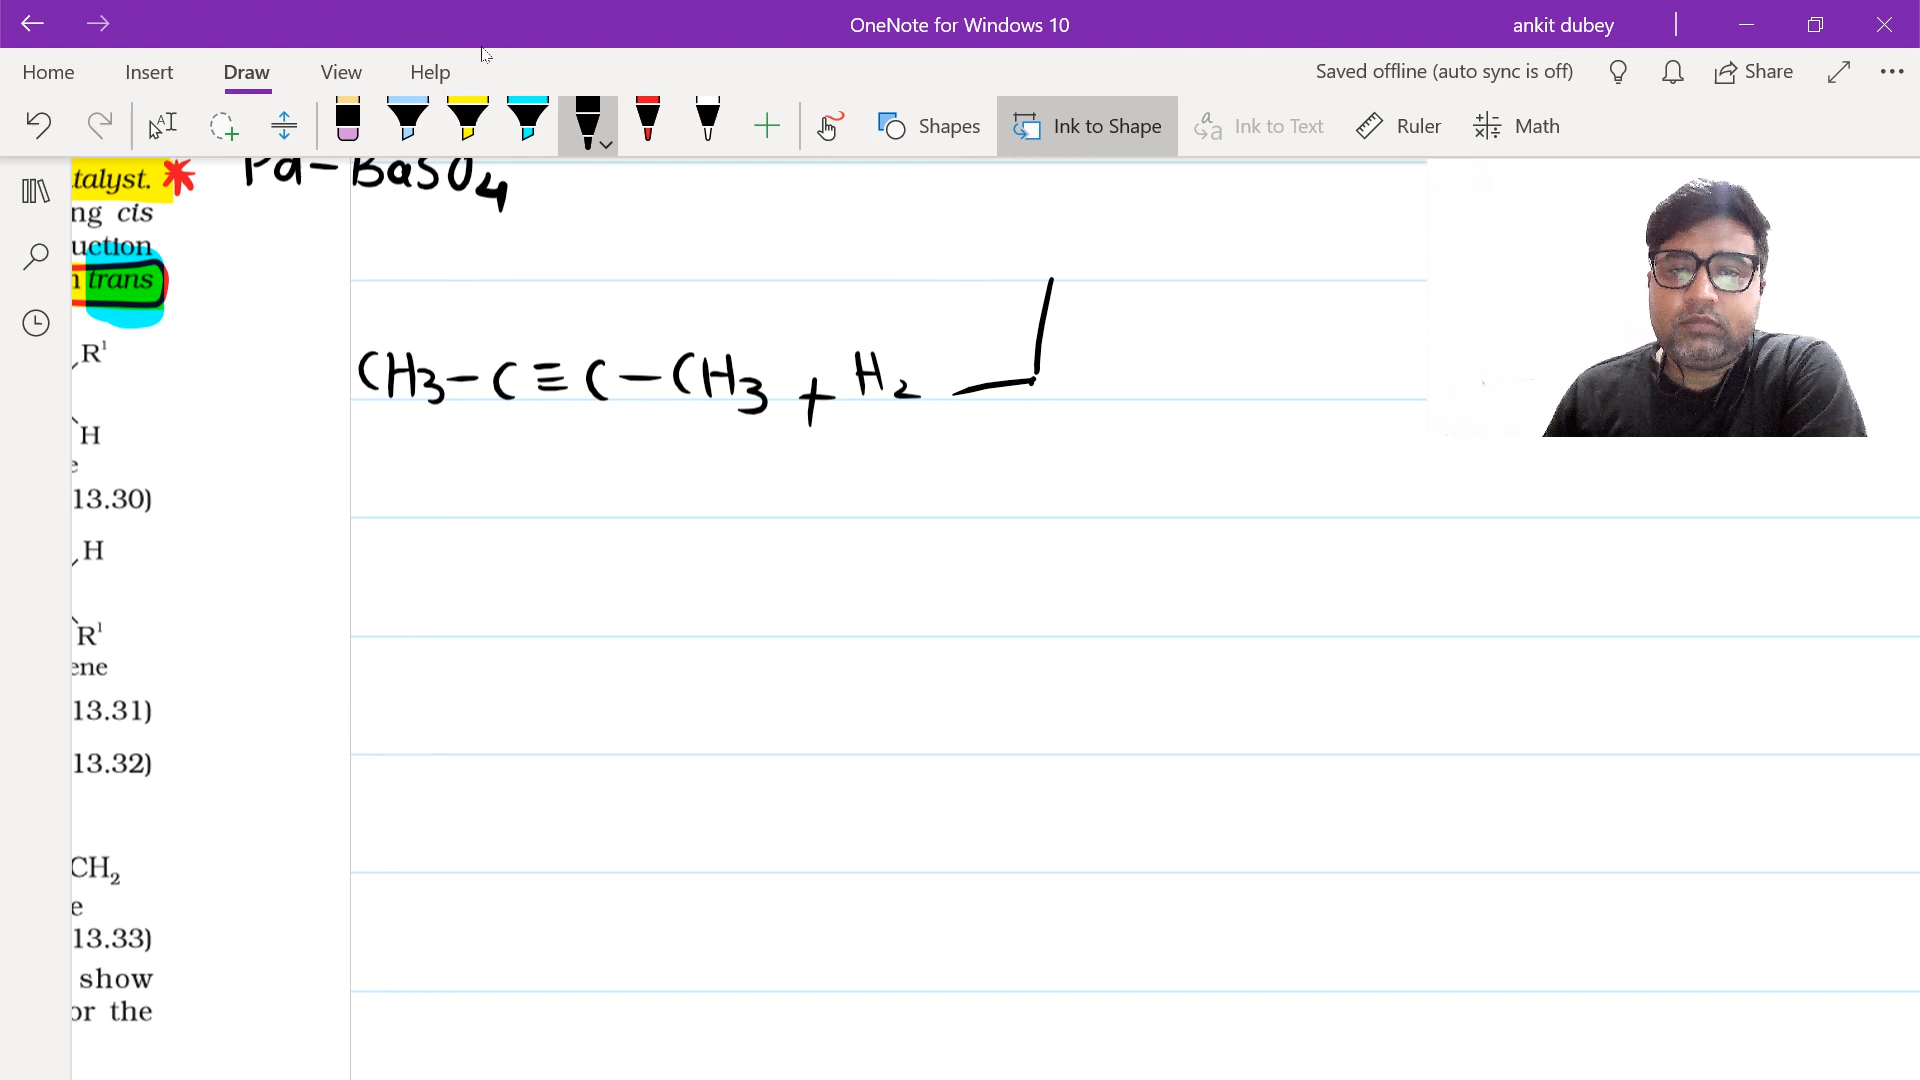 OneNote for Windows 10
ankit dubey
Home Insert Draw View Help
Saved offline (auto sync is off)
Share
Shapes
Ink to Shape
Ink to Text
Ruler
Math
talyst.
Pd - BaSO4
ng cis
uction
n trans
R¹
H
e
13.30)
H
R¹
ene
13.31)
13.32)
CH₂
e
13.33)
show
or the
CH3 - C ≡ C - CH3 + H2